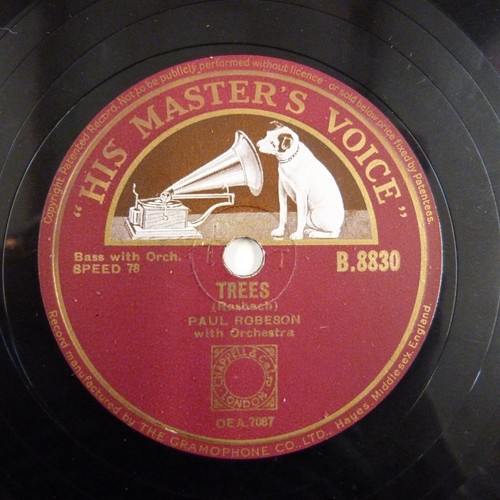 Copyright, Patented Record. Not to be publicly performed without licence or sold below price fixed by Patentees.
"HIS MASTER'S VOICE"
Bass with Orch.
SPEED 78
B.8830
TREES
(Rasbach)
PAUL ROBESON
with Orchestra
CHAPPELL & CO LTD
LONDON
OEA.7087
Record manufactured by THE GRAMOPHONE CO., LTD., Hayes, Middlesex, England.